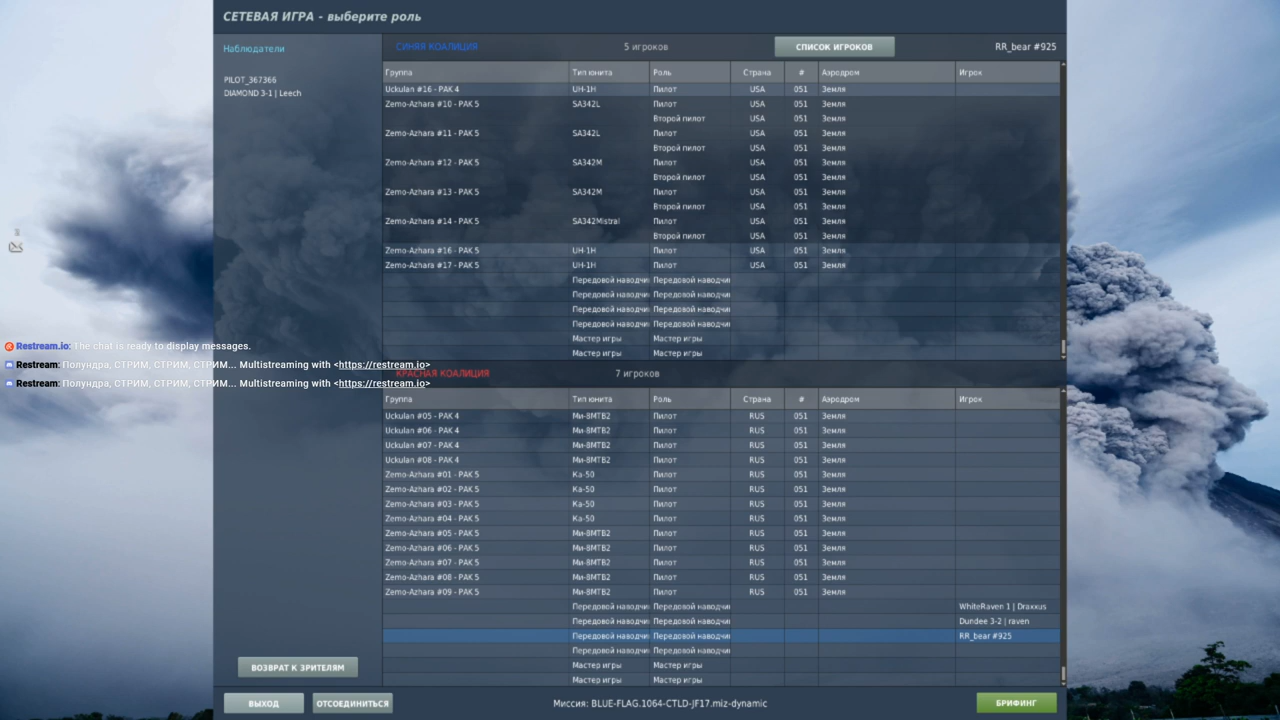 СЕТЕВАЯ ИГРА - выберите роль
Наблюдатели
PILOT_367366
DIAMOND 3-1 | Leech
СИНЯЯ КОАЛИЦИЯ 5 игроков СПИСОК ИГРОКОВ RR_bear #925
Группа Тип юнита Роль Страна # Аэродром Игрок
Uckulan #16 - PAK 4 UH-1H Пилот USA 051 Земля
Zemo-Azhara #10 - PAK 5 SA342L Пилот USA 051 Земля
Второй пилот USA 051 Земля
Zemo-Azhara #11 - PAK 5 SA342L Пилот USA 051 Земля
Второй пилот USA 051 Земля
Zemo-Azhara #12 - PAK 5 SA342M Пилот USA 051 Земля
Второй пилот USA 051 Земля
Zemo-Azhara #13 - PAK 5 SA342M Пилот USA 051 Земля
Второй пилот USA 051 Земля
Zemo-Azhara #14 - PAK 5 SA342Mistral Пилот USA 051 Земля
Второй пилот USA 051 Земля
Zemo-Azhara #16 - PAK 5 UH-1H Пилот USA 051 Земля
Zemo-Azhara #17 - PAK 5 UH-1H Пилот USA 051 Земля
Передовой наводчи Передовой наводчи
Передовой наводчи Передовой наводчи
Передовой наводчи Передовой наводчи
Передовой наводчи Передовой наводчи
Мастер игры Мастер игры
Мастер игры Мастер игры
Restream.io: The chat is ready to display messages.
Restream: Полундра, СТРИМ, СТРИМ, СТРИМ... Multistreaming with <https://restream.io>
Restream: Полундра, СТРИМ, СТРИМ, СТРИМ... Multistreaming with <https://restream.io>
КРАСНАЯ КОАЛИЦИЯ 7 игроков
Группа Тип юнита Роль Страна # Аэродром Игрок
Uckulan #05 - PAK 4 Ми-8МТВ2 Пилот RUS 051 Земля
Uckulan #06 - PAK 4 Ми-8МТВ2 Пилот RUS 051 Земля
Uckulan #07 - PAK 4 Ми-8МТВ2 Пилот RUS 051 Земля
Uckulan #08 - PAK 4 Ми-8МТВ2 Пилот RUS 051 Земля
Zemo-Azhara #01 - PAK 5 Ка-50 Пилот RUS 051 Земля
Zemo-Azhara #02 - PAK 5 Ка-50 Пилот RUS 051 Земля
Zemo-Azhara #03 - PAK 5 Ка-50 Пилот RUS 051 Земля
Zemo-Azhara #04 - PAK 5 Ка-50 Пилот RUS 051 Земля
Zemo-Azhara #05 - PAK 5 Ми-8МТВ2 Пилот RUS 051 Земля
Zemo-Azhara #06 - PAK 5 Ми-8МТВ2 Пилот RUS 051 Земля
Zemo-Azhara #07 - PAK 5 Ми-8МТВ2 Пилот RUS 051 Земля
Zemo-Azhara #08 - PAK 5 Ми-8МТВ2 Пилот RUS 051 Земля
Zemo-Azhara #09 - PAK 5 Ми-8МТВ2 Пилот RUS 051 Земля
Передовой наводчи Передовой наводчи WhiteRaven 1 | Draxxus
Передовой наводчи Передовой наводчи Dundee 3-2 | raven
Передовой наводчи Передовой наводчи RR_bear #925
Передовой наводчи Передовой наводчи
Мастер игры Мастер игры
Мастер игры Мастер игры
ВОЗВРАТ К ЗРИТЕЛЯМ
ВЫХОД ОТСОЕДИНИТЬСЯ Миссия: BLUE-FLAG.1064-CTLD-JF17.miz-dynamic БРИФИНГ